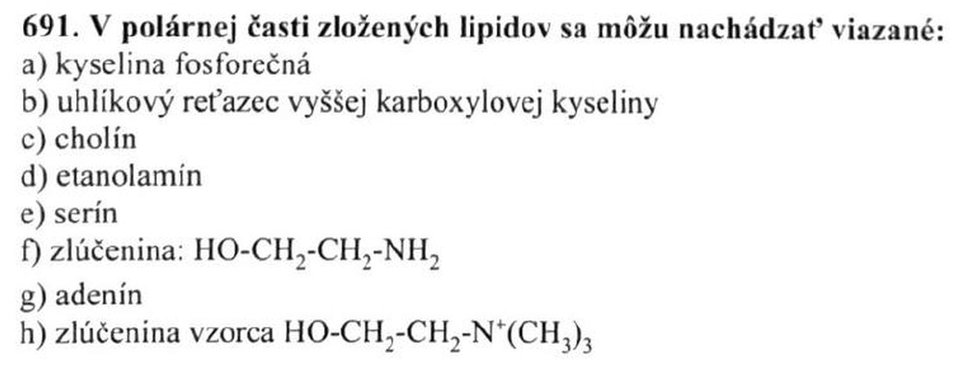 691. V polárnej časti zložených lipidov sa môžu nachádzať viazané:
a) kyselina fosforečná
b) uhlíkový reťazec vyššej karboxylovej kyseliny
c) cholín
d) etanolamín
e) serín
f) zlúčenina: HO-CH₂-CH₂-NH₂
g) adenín
h) zlúčenina vzorca HO-CH₂-CH₂-N⁺(CH₃)₃